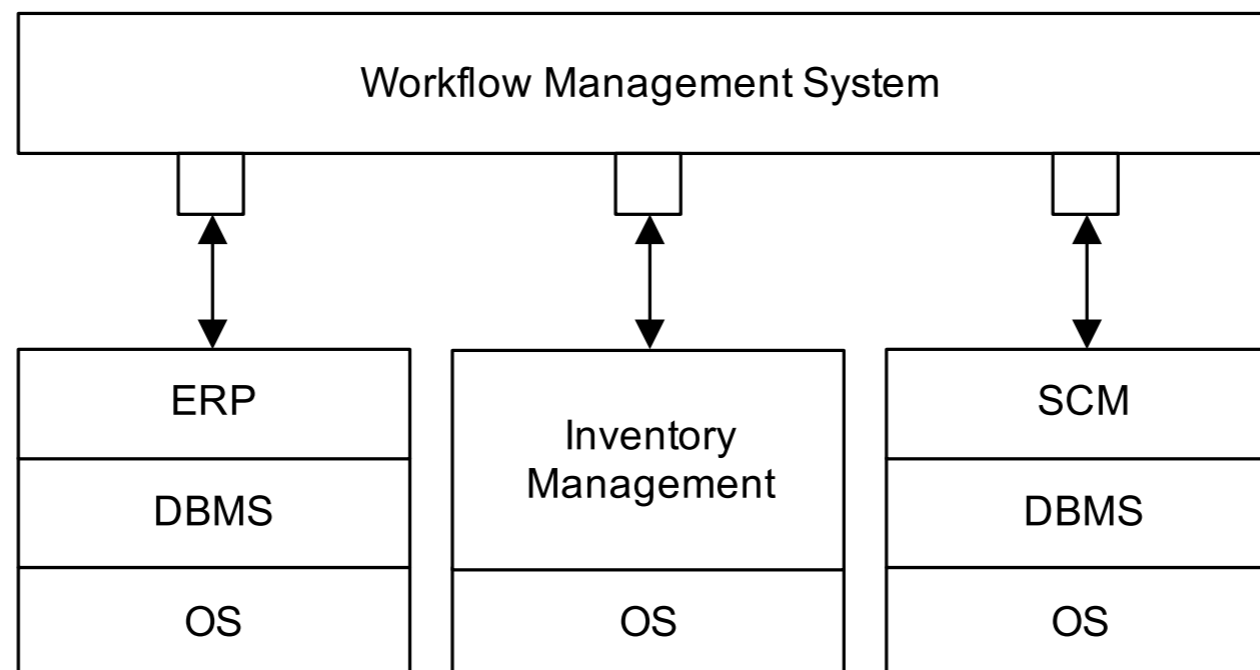 Workflow Management System
ERP
Inventory
Management
SCM
DBMS
DBMS
OS
OS
OS